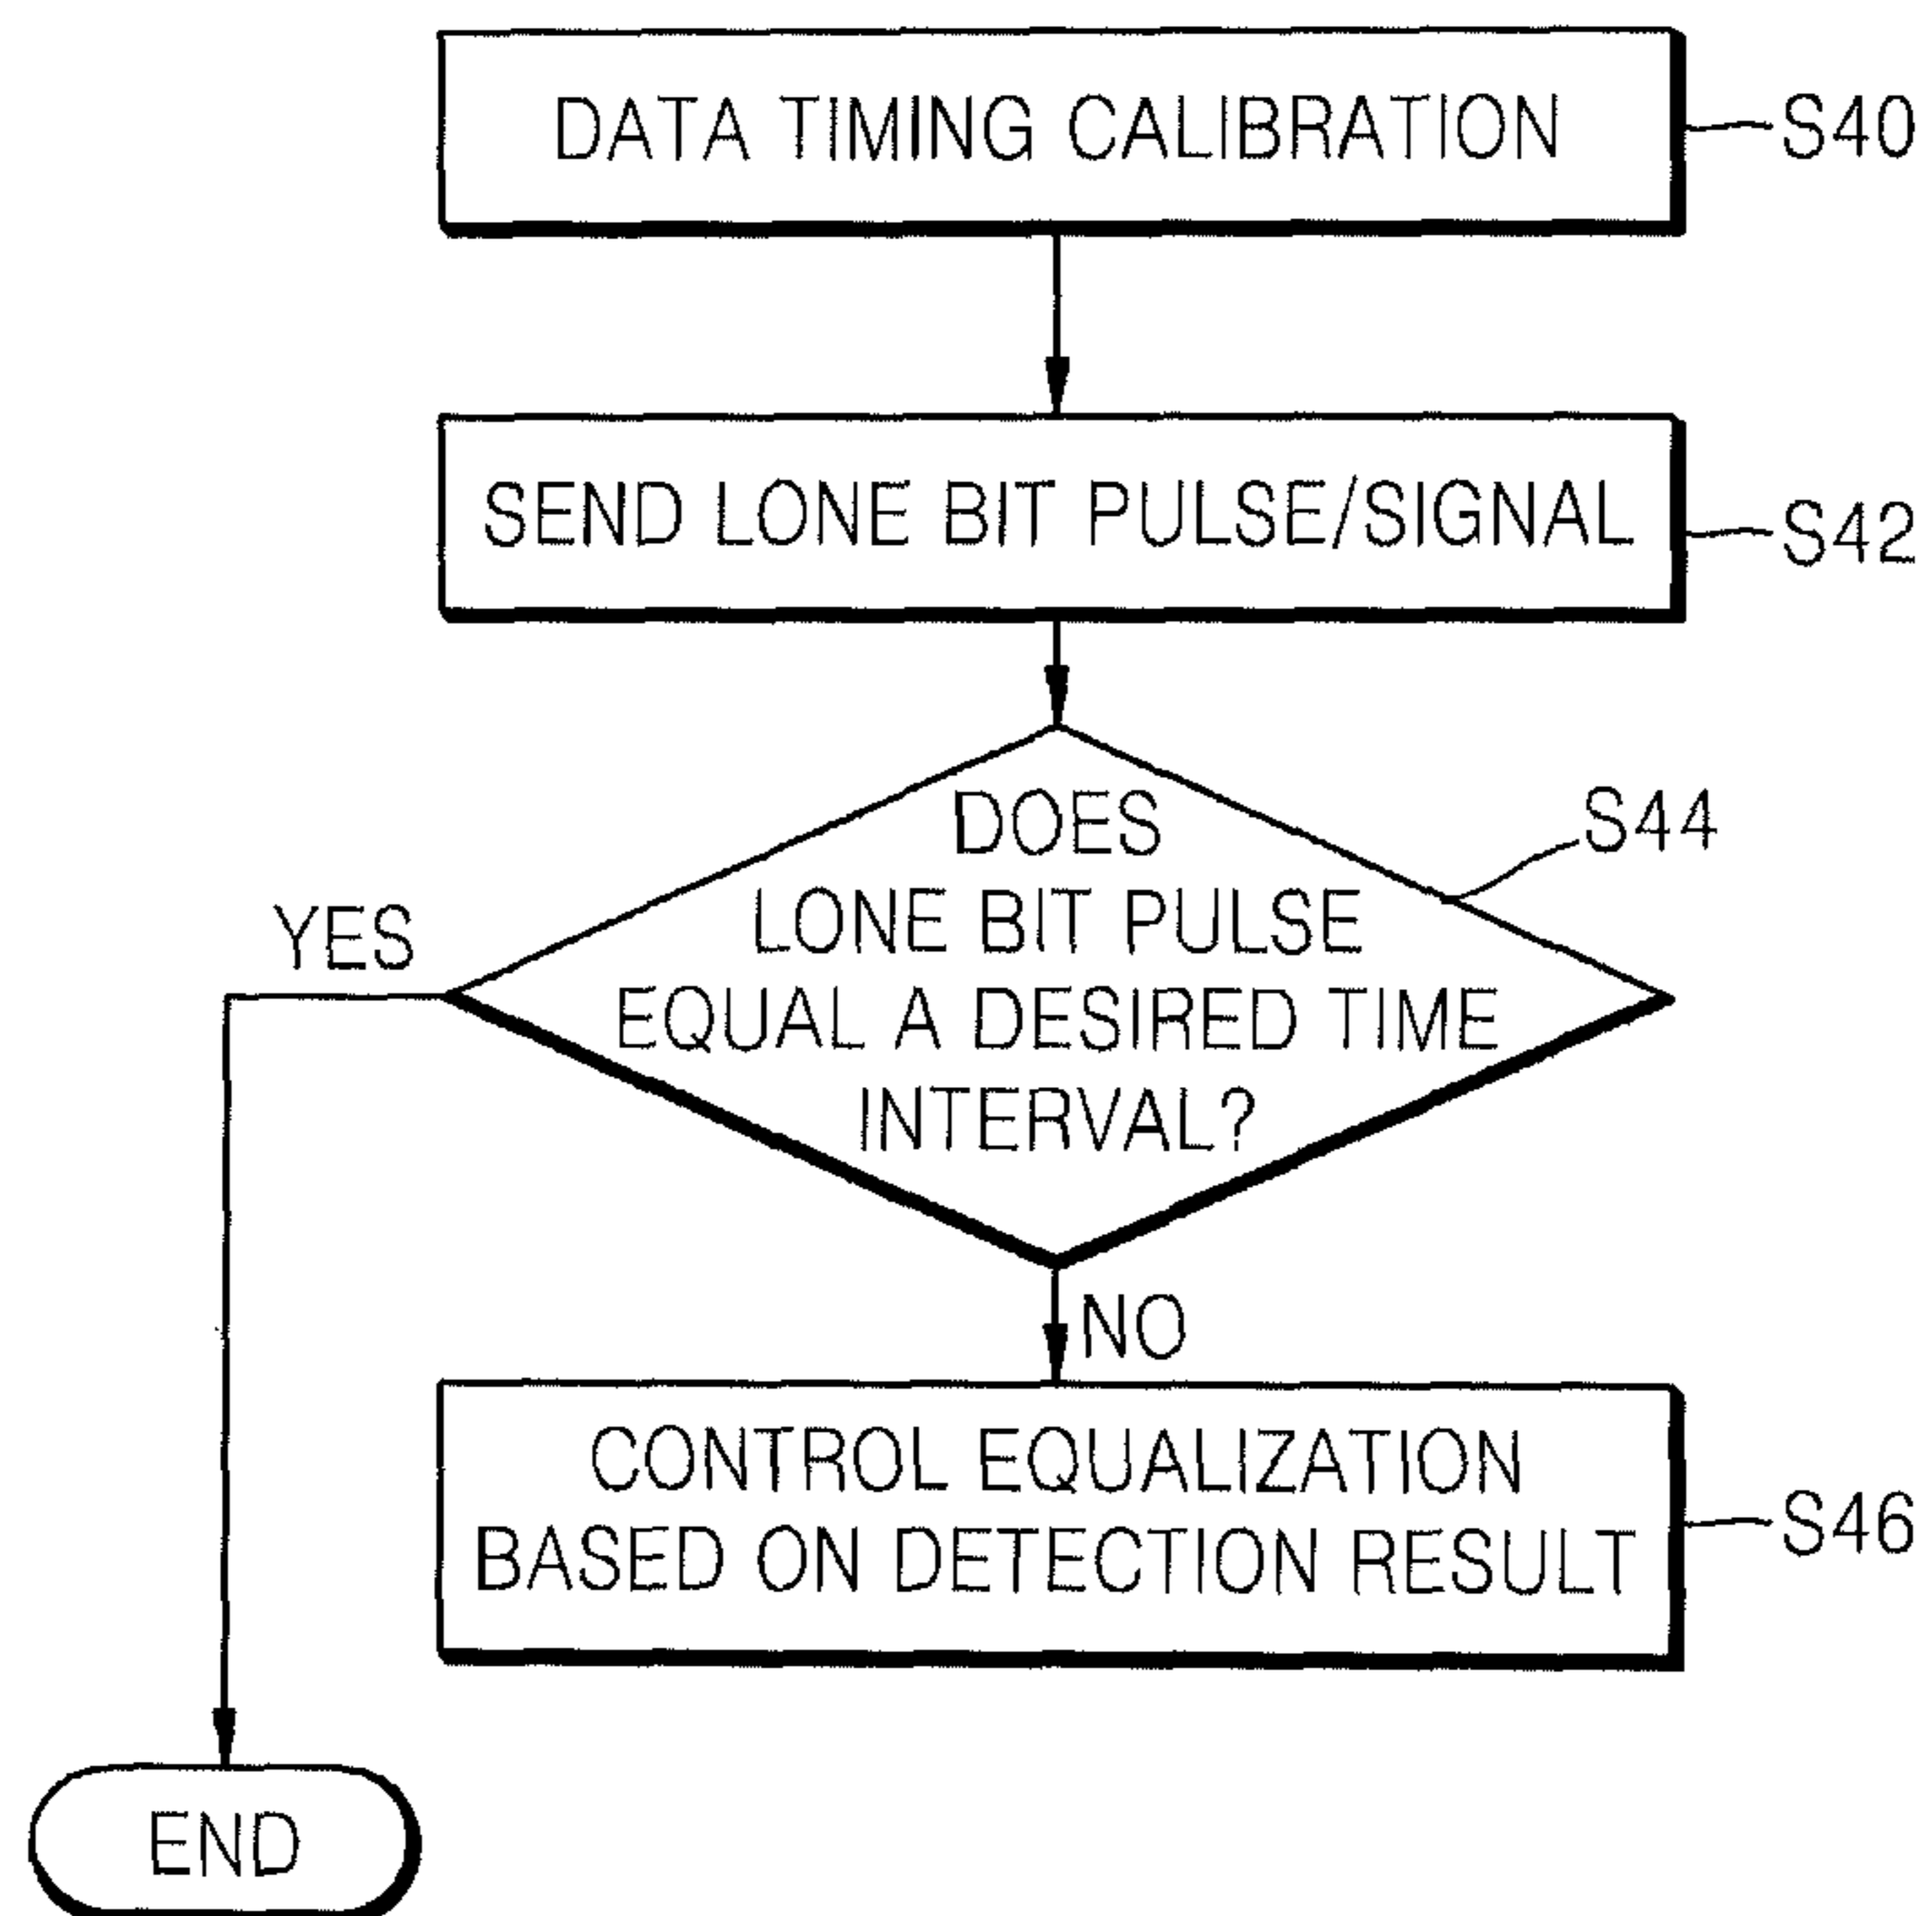 DATA TIMING CALIBRATION
S40
SEND LONE BIT PULSE/SIGNAL
S42
DOES
LONE BIT PULSE
EQUAL A DESIRED TIME
INTERVAL?
S44
YES
NO
CONTROL EQUALIZATION
BASED ON DETECTION RESULT
S46
END